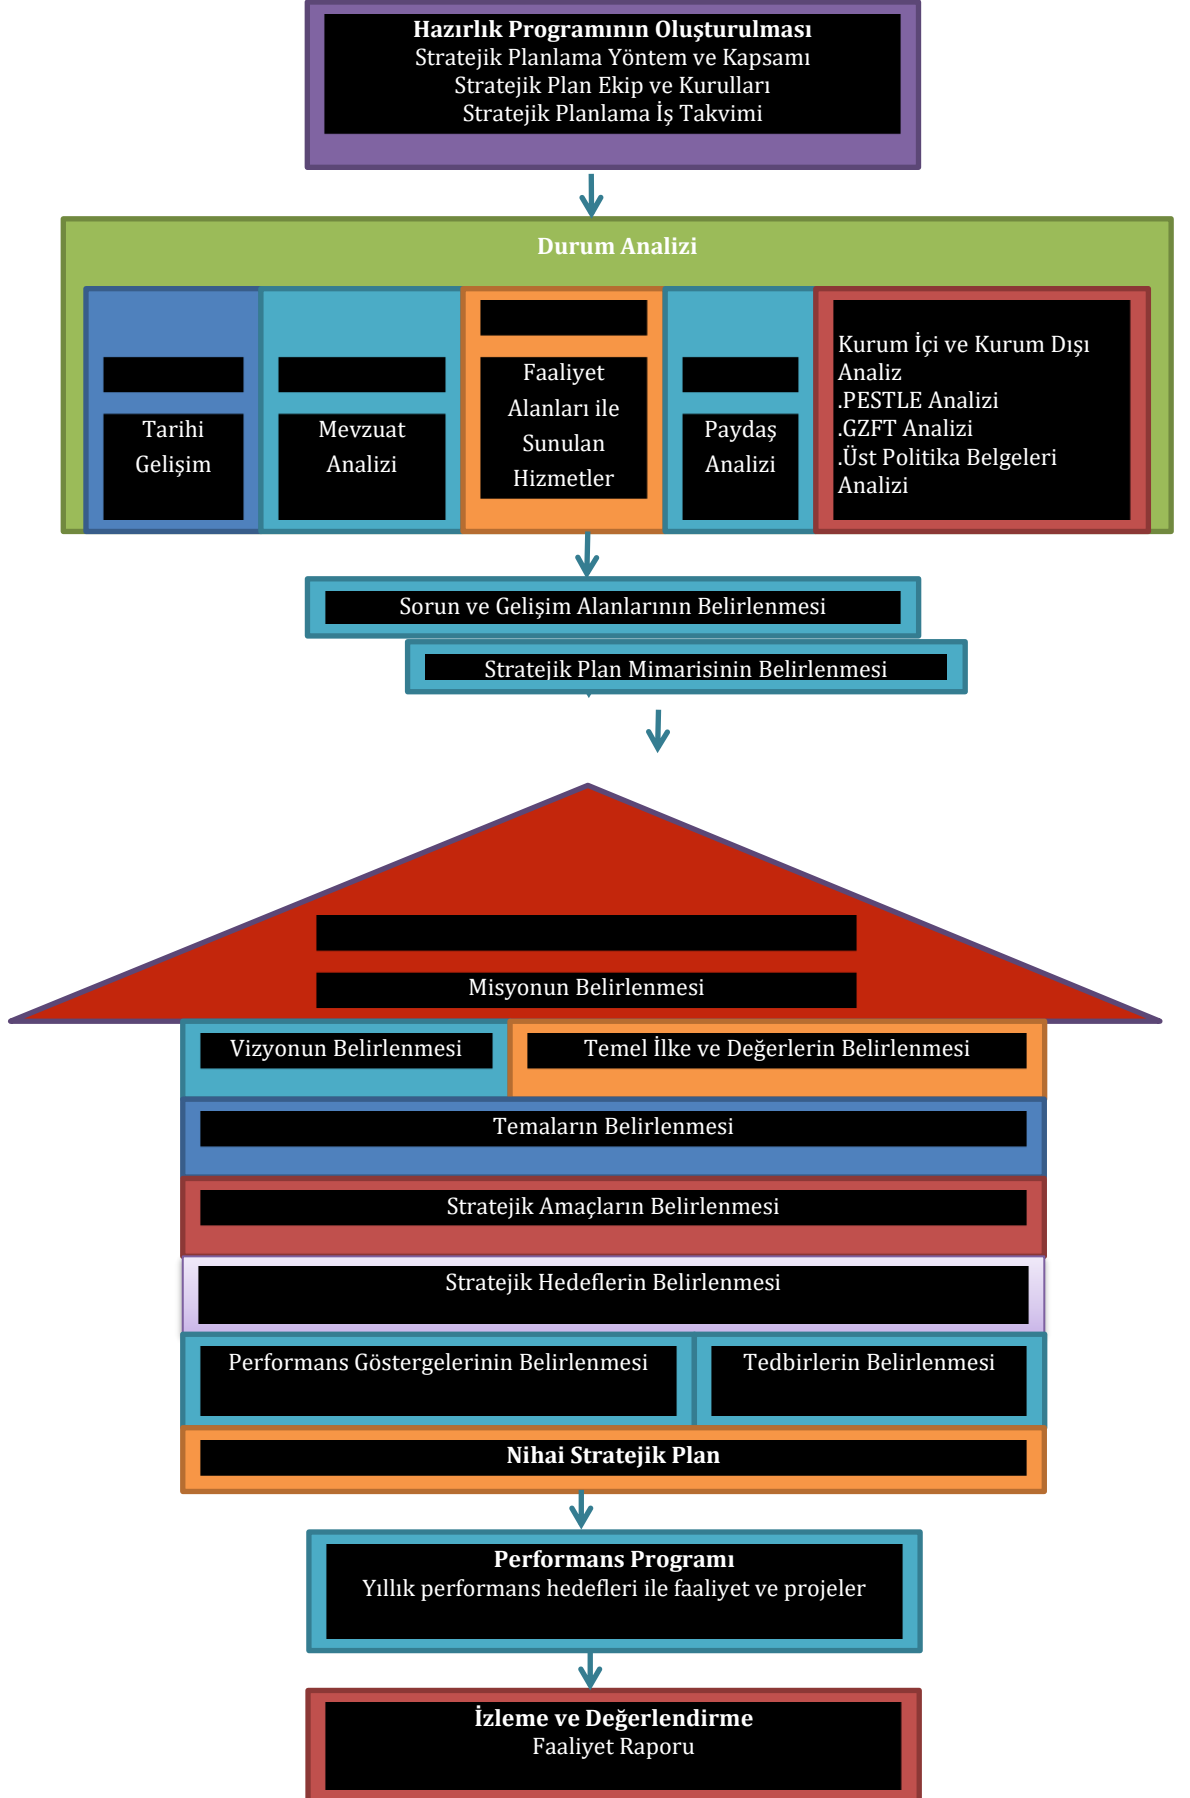 Hazırlık Programının Oluşturulması
Stratejik Planlama Yöntem ve Kapsamı
Stratejik Plan Ekip ve Kurulları
Stratejik Planlama İş Takvimi
Durum Analizi
Tarihi
Gelişim
Mevzuat
Analizi
Faaliyet
Alanları ile
Sunulan
Hizmetler
Paydaş
Analizi
Kurum İçi ve Kurum Dışı
Analiz
.PESTLE Analizi
.GZFT Analizi
.Üst Politika Belgeleri
Analizi
Sorun ve Gelişim Alanlarının Belirlenmesi
Stratejik Plan Mimarisinin Belirlenmesi
Misyonun Belirlenmesi
Vizyonun Belirlenmesi
Temel İlke ve Değerlerin Belirlenmesi
Temaların Belirlenmesi
Stratejik Amaçların Belirlenmesi
Stratejik Hedeflerin Belirlenmesi
Performans Göstergelerinin Belirlenmesi
Tedbirlerin Belirlenmesi
Nihai Stratejik Plan
Performans Programı
Yıllık performans hedefleri ile faaliyet ve projeler
İzleme ve Değerlendirme
Faaliyet Raporu